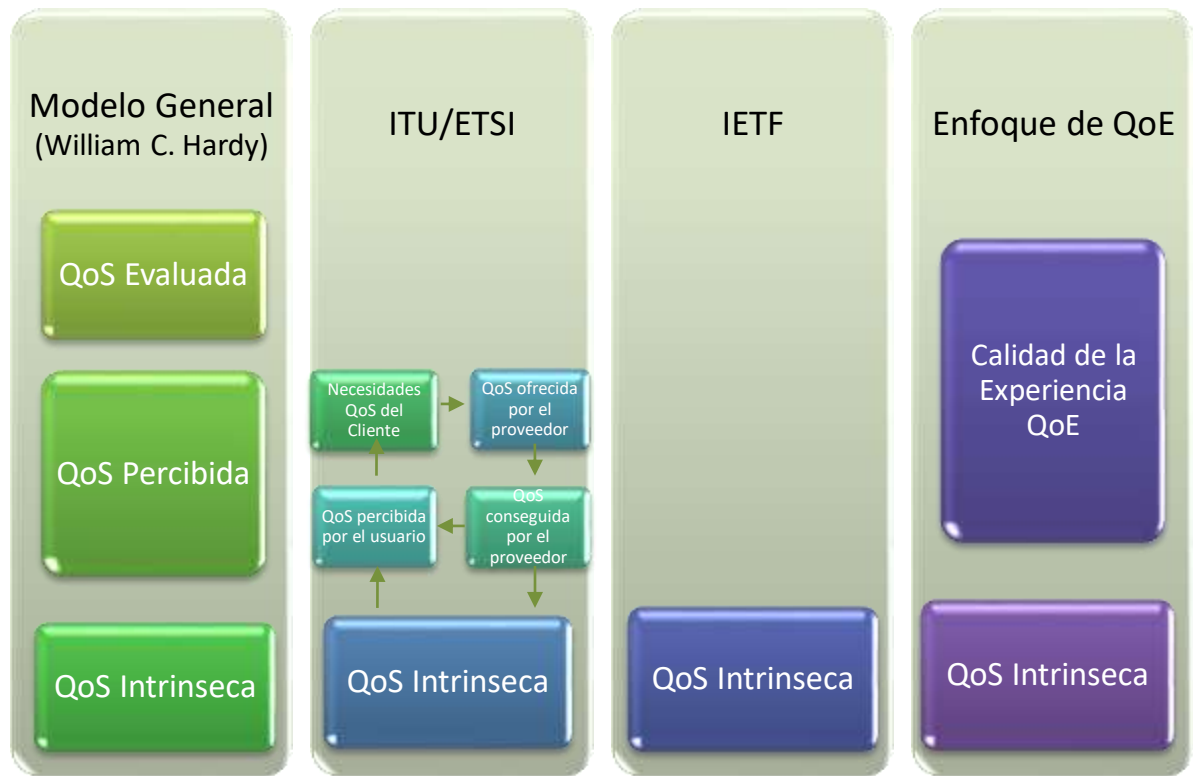 Modelo General
(William C. Hardy)
QoS Evaluada
QoS Percibida
QoS Intrinseca
ITU/ETSI
Necesidades
QoS del
Cliente
QoS ofrecida
por el
proveedor
QoS percibida
por el usuario
QoS
conseguida
por el
proveedor
QoS Intrinseca
IETF
QoS Intrinseca
Enfoque de QoE
Calidad de la
Experiencia
QoE
QoS Intrinseca